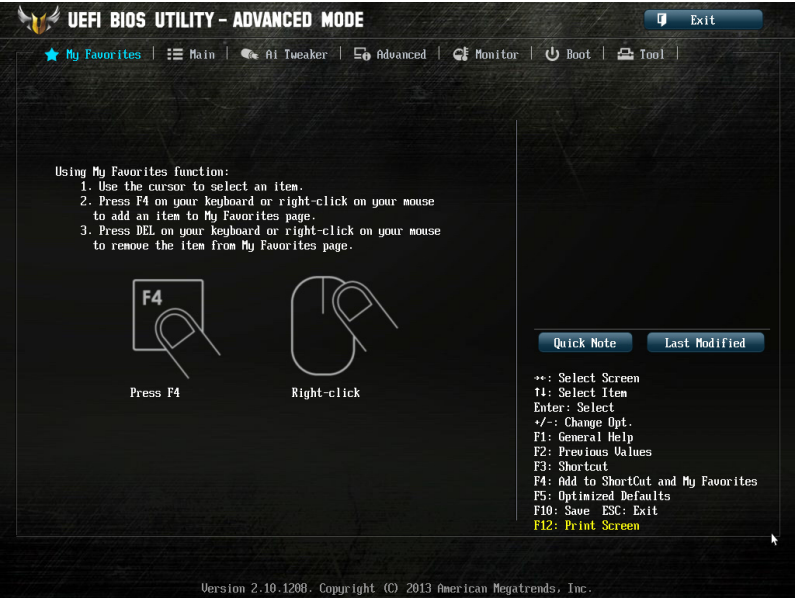 UEFI BIOS UTILITY – ADVANCED MODE
Exit
My Favorites | Main | Ai Tweaker | Advanced | Monitor | Boot | Tool |
Using My Favorites function:
1. Use the cursor to select an item.
2. Press F4 on your keyboard or right-click on your mouse
to add an item to My Favorites page.
3. Press DEL on your keyboard or right-click on your mouse
to remove the item from My Favorites page.
F4
Press F4
Right-click
Quick Note
Last Modified
→←: Select Screen
↑↓: Select Item
Enter: Select
+/-: Change Opt.
F1: General Help
F2: Previous Values
F3: Shortcut
F4: Add to ShortCut and My Favorites
F5: Optimized Defaults
F10: Save  ESC: Exit
F12: Print Screen
Version 2.10.1208. Copyright (C) 2013 American Megatrends, Inc.